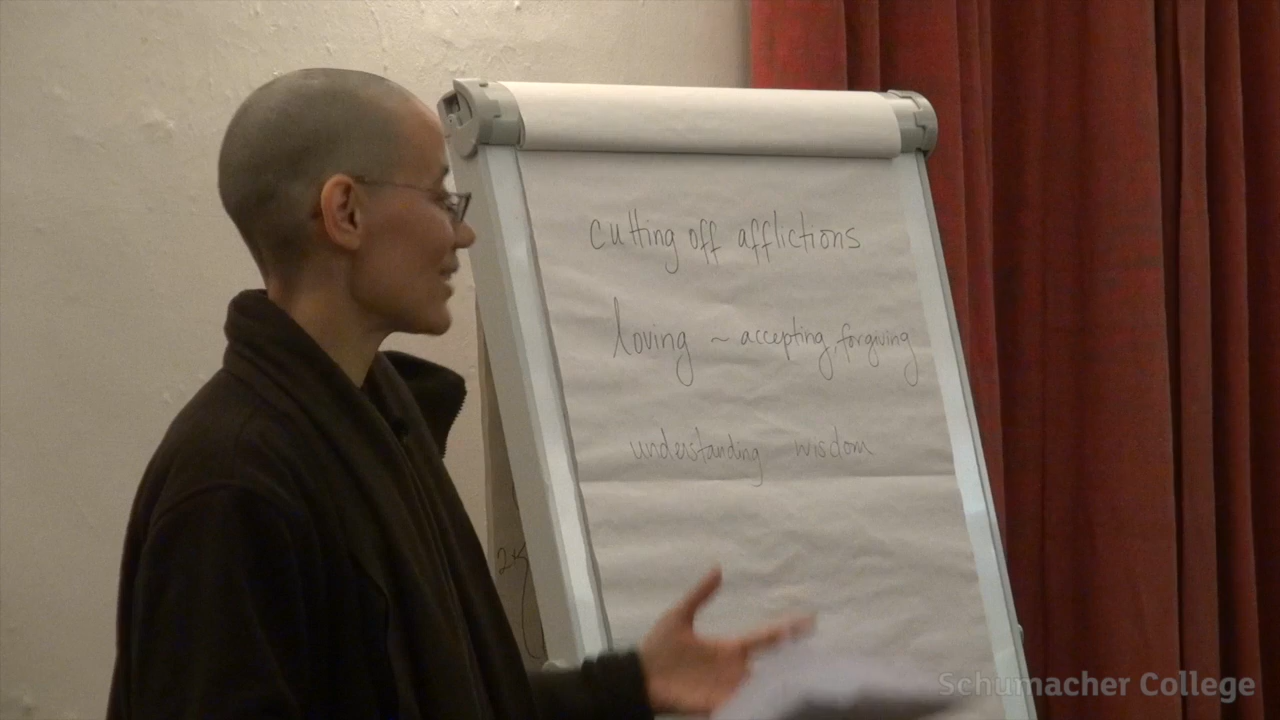 cutting off afflictions
loving ~ accepting, forgiving
understanding wisdom
Schumacher College